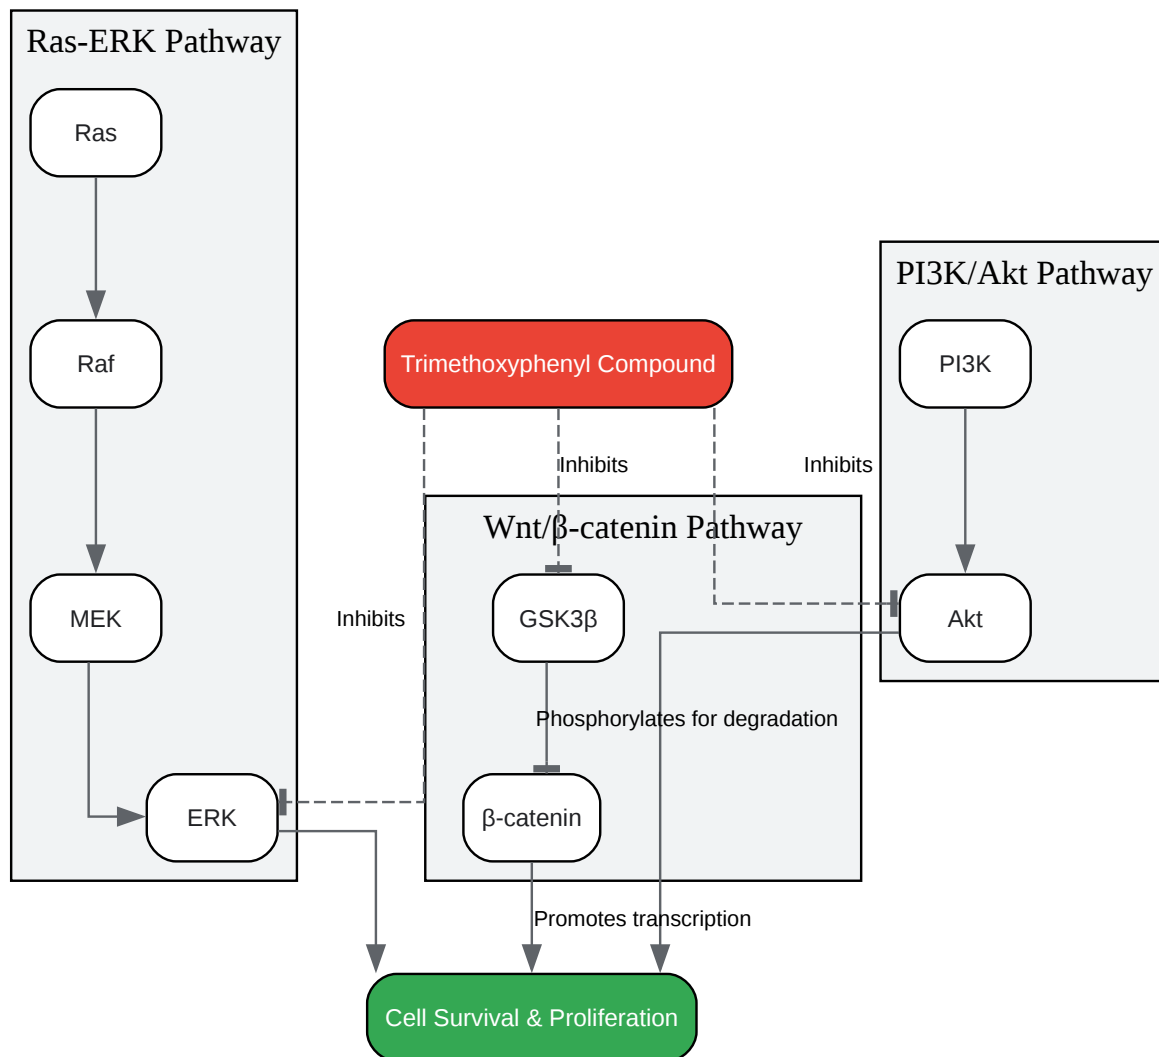 Ras-ERK Pathway
Ras
Raf
MEK
ERK
Trimethoxyphenyl Compound
Inhibits
Inhibits
Inhibits
Wnt/β-catenin Pathway
GSK3β
Phosphorylates for degradation
β-catenin
Promotes transcription
PI3K/Akt Pathway
PI3K
Akt
Cell Survival & Proliferation